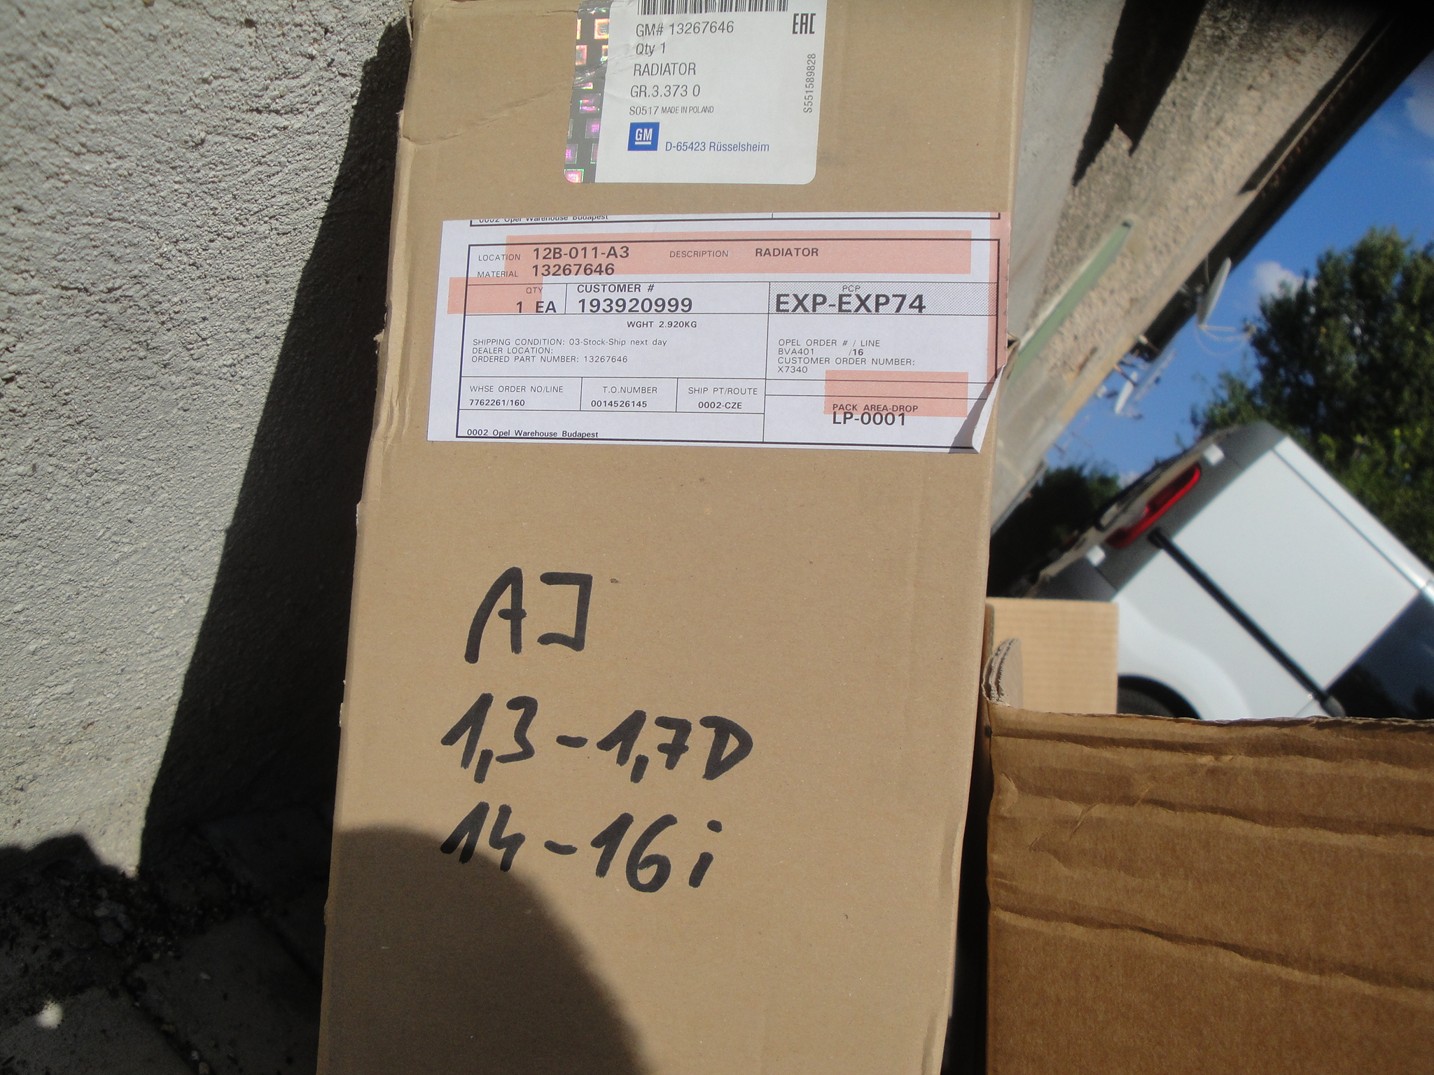 GM# 13267646
EAC
Qty 1
RADIATOR
GR.3.373 0
S0517 MADE IN POLAND
S551589828
GM
D-65423 Rüsselsheim
0002 Opel Warehouse Budapest
LOCATION 12B-011-A3 DESCRIPTION RADIATOR
MATERIAL 13267646
QTY CUSTOMER # PCP
1 EA 193920999 EXP-EXP74
WGHT 2.920KG
SHIPPING CONDITION: 03-Stock-Ship next day
DEALER LOCATION:
ORDERED PART NUMBER: 13267646
OPEL ORDER # / LINE
BVA401 /16
CUSTOMER ORDER NUMBER:
X7340
WHSE ORDER NO/LINE T.O.NUMBER SHIP PT/ROUTE
7762261/160 0014526145 0002-CZE
PACK AREA-DROP
LP-0001
0002 Opel Warehouse Budapest
AJ
1,3-1,7D
14-16i